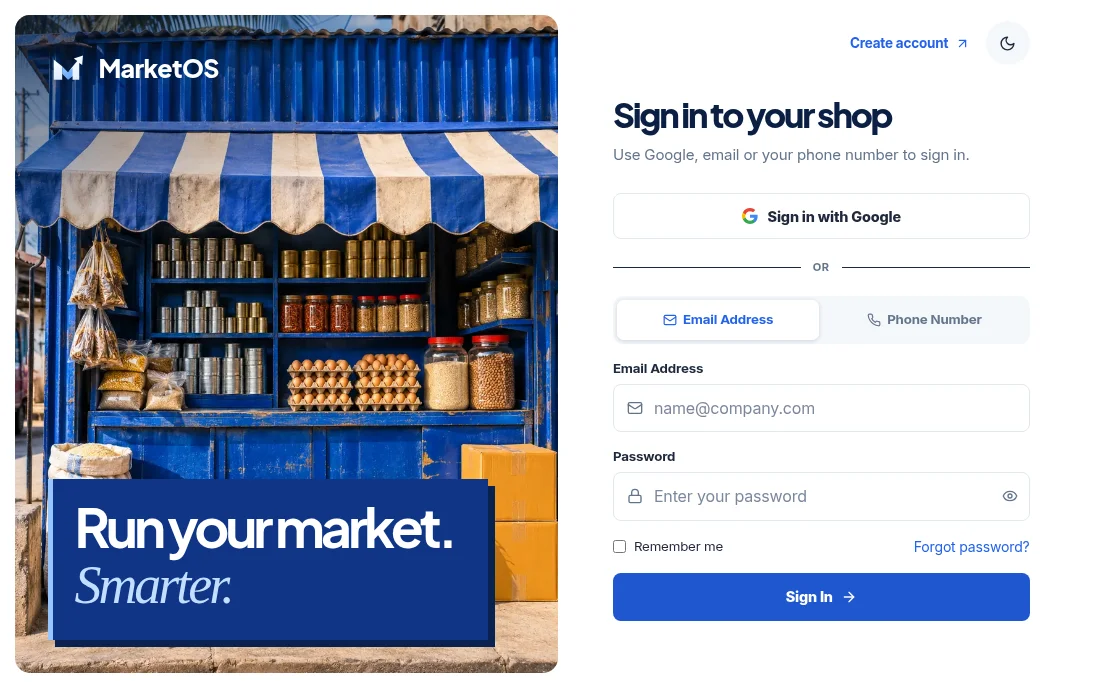 MarketOS
Run your market.
Smarter.
Create account
Sign in to your shop
Use Google, email or your phone number to sign in.
Sign in with Google
OR
Email Address
Phone Number
Email Address
name@company.com
Password
Enter your password
Remember me
Forgot password?
Sign In